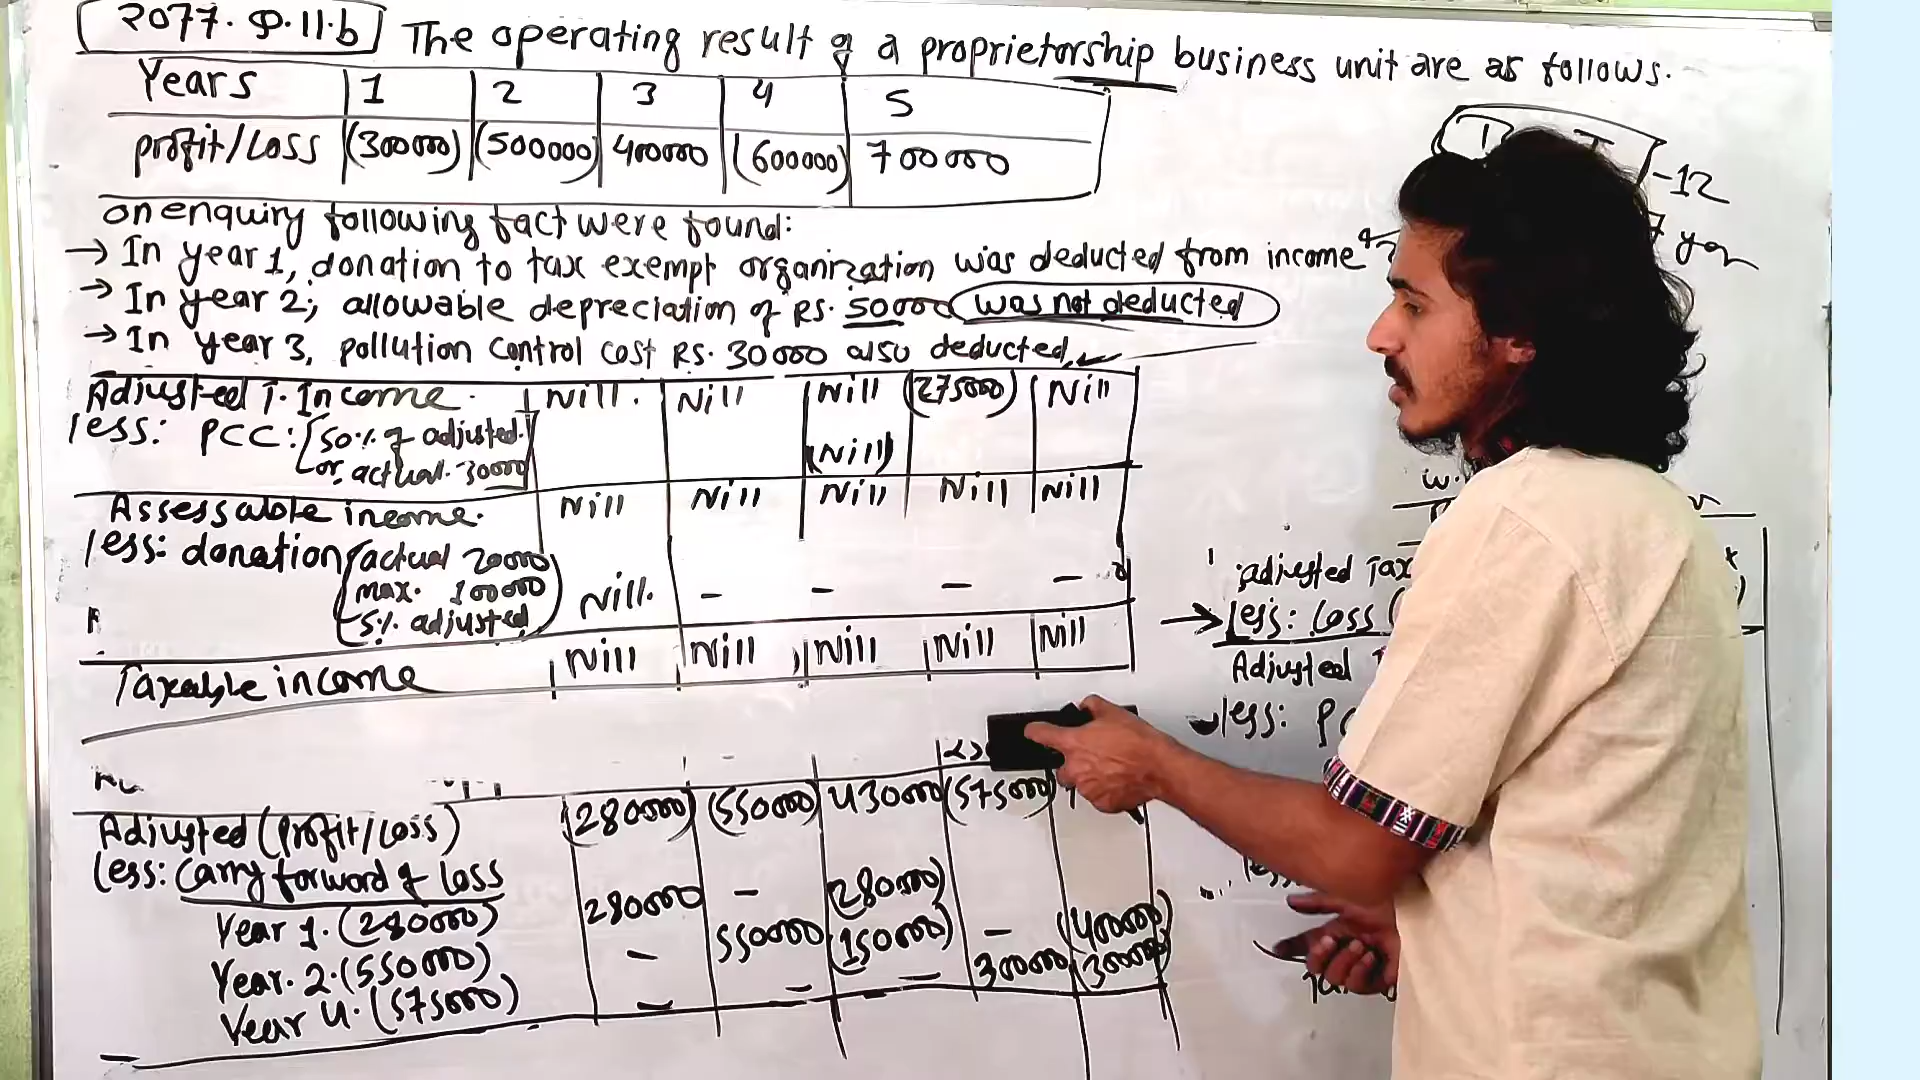 २०77. प्र.11.b The operating result of a proprietorship business unit are as follows.
Years 1 2 3 4 5
profit/Loss (300000) (500000) 400000 (600000) 700000
-12
on enquiry following fact were found:
→ In year 1, donation to tax exempt organization was deducted from income
→ In year 2; allowable depreciation of RS. 50000 was not deducted
→ In year 3, pollution control cost RS. 30000 also deducted.
Adjusted T. Income. Nill. Nill Nill (275000) Nill
less: PCC: 50% of adjusted. (Nill)
or, actual. 30000
Assessable income. Nill Nill Nill Nill Nill
less: donation actual 20000
max. 100000 Nill. - - - -
5% adjusted
Taxable income Nill Nill Nill Nill Nill
Adjusted (Profit/Loss) (280000) (550000) 430000 (575000)
less: Carry forward of loss
Year 1. (280000) 280000 - (280000)
Year. 2. (550000) - 550000 (150000) - (400000)
Year 4. (575000) - - - 300000 (300000)
adjusted Tax
→ less: Loss
Adjusted
less: